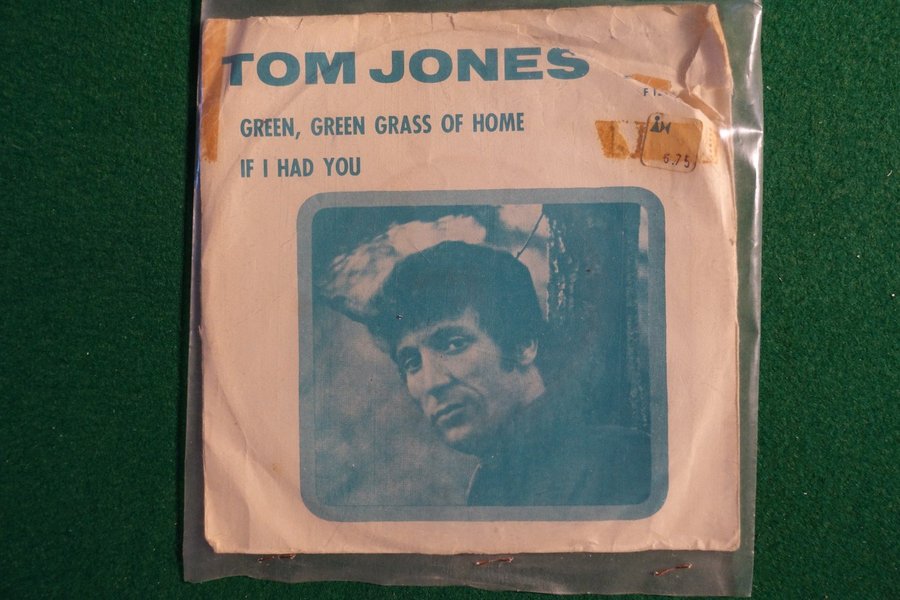 TOM JONES
GREEN, GREEN GRASS OF HOME
IF I HAD YOU
6.75